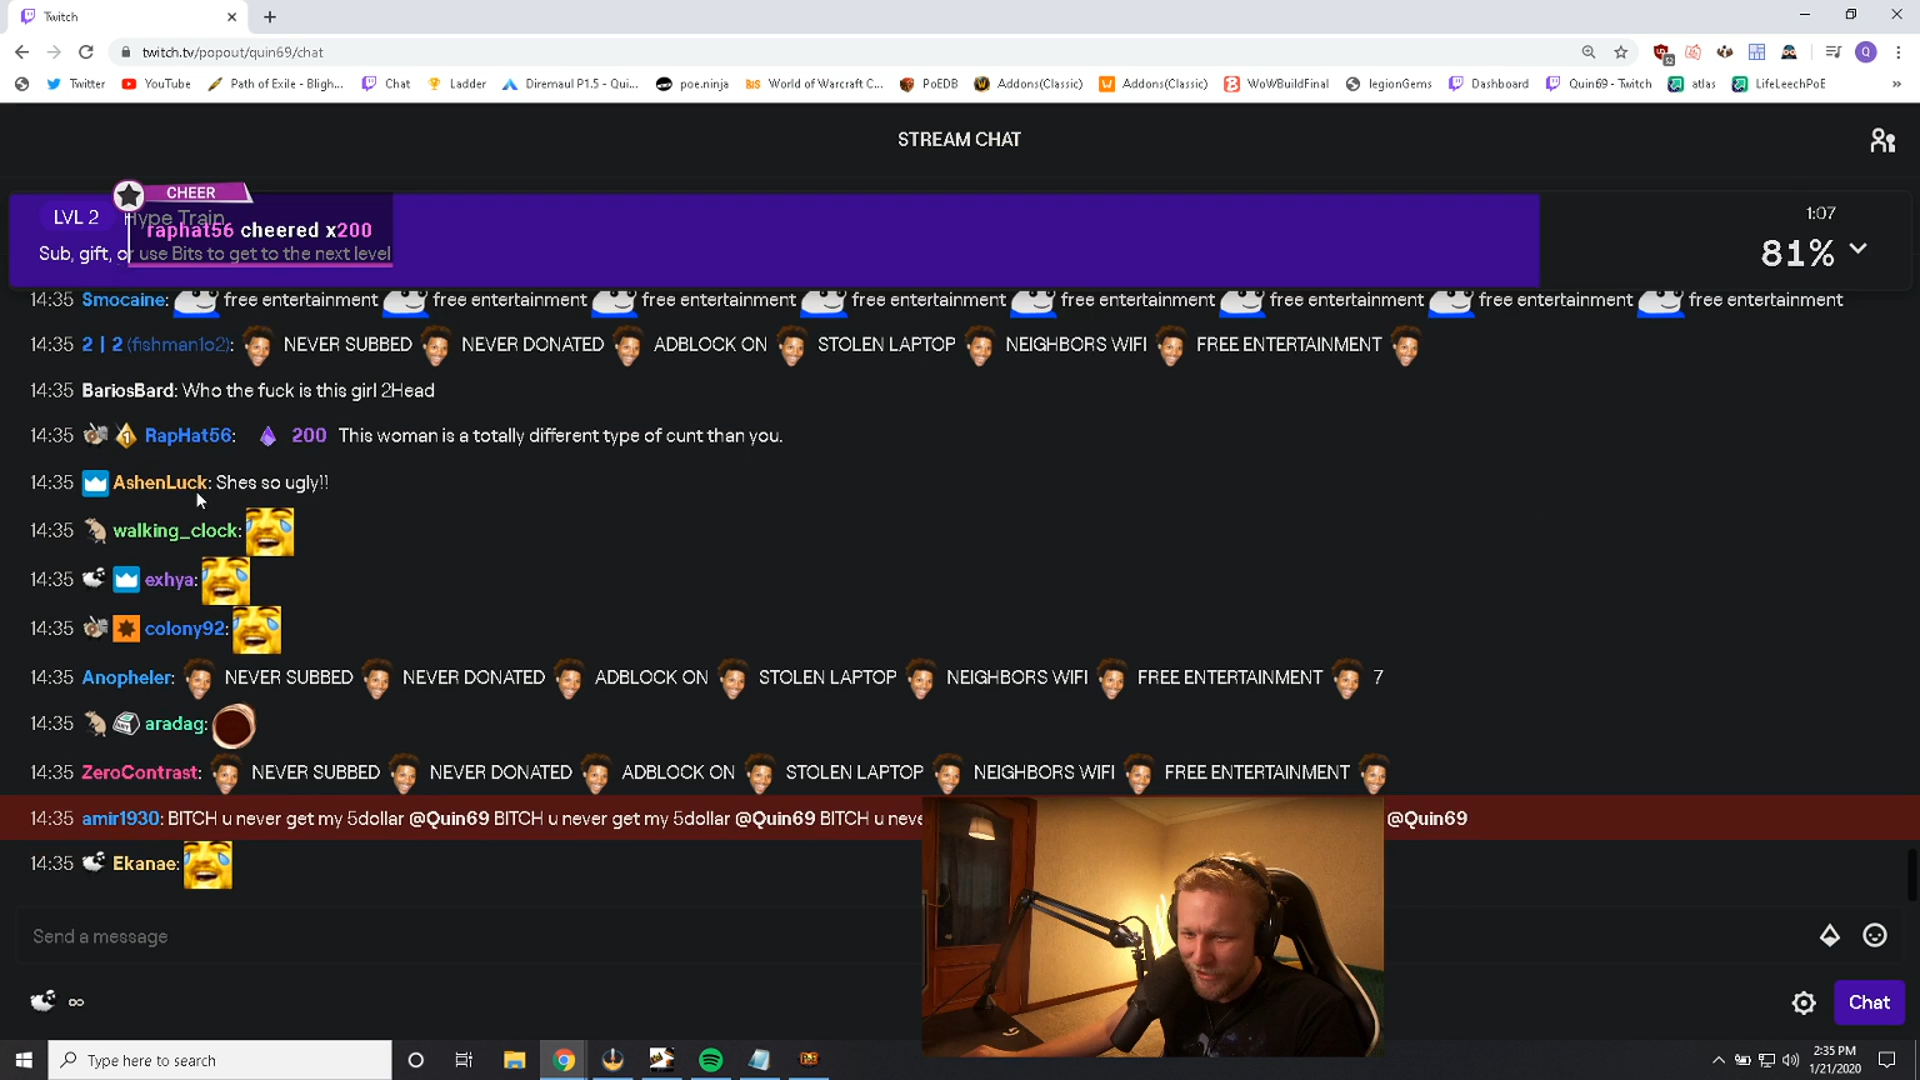 Twitch
twitch.tv/popout/quin69/chat
Twitter YouTube Path of Exile - Bligh... Chat Ladder Diremaul P1.5 - Qui... poe.ninja BiS World of Warcraft C... PoEDB Addons(Classic) Addons(Classic) WoWBuildFinal legionGems Dashboard Quin69 - Twitch atlas LifeLeechPoE »
STREAM CHAT
CHEER
LVL 2 Hype Train
raphat56 cheered x200
Sub, gift, or use Bits to get to the next level
1:07
81%
14:35 Smocaine: free entertainment free entertainment free entertainment free entertainment free entertainment free entertainment free entertainment free entertainment
14:35 2 | 2 (fishman1o2): NEVER SUBBED NEVER DONATED ADBLOCK ON STOLEN LAPTOP NEIGHBORS WIFI FREE ENTERTAINMENT
14:35 BariosBard: Who the fuck is this girl 2Head
14:35 1 RapHat56: 200 This woman is a totally different type of cunt than you.
14:35 AshenLuck: Shes so ugly!!
14:35 walking_clock:
14:35 exhya:
14:35 colony92:
14:35 Anopheler: NEVER SUBBED NEVER DONATED ADBLOCK ON STOLEN LAPTOP NEIGHBORS WIFI FREE ENTERTAINMENT 7
14:35 aradag:
14:35 ZeroContrast: NEVER SUBBED NEVER DONATED ADBLOCK ON STOLEN LAPTOP NEIGHBORS WIFI FREE ENTERTAINMENT
14:35 amir1930: BITCH u never get my 5dollar @Quin69 BITCH u never get my 5dollar @Quin69 BITCH u neve @Quin69
14:35 Ekanae:
Send a message
∞
Chat
Type here to search
2:35 PM
1/21/2020